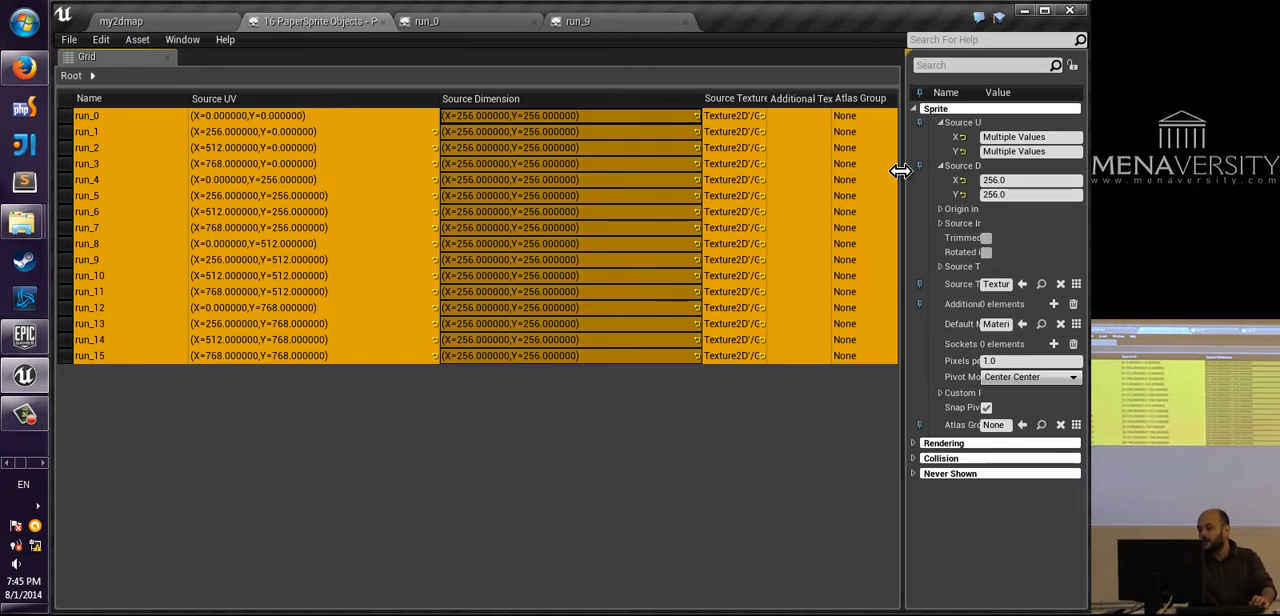 my2dmap
16 PaperSprite Objects - P
run_0
run_9
File Edit Asset Window Help
Search For Help
Grid
Root
Search
Name Source UV Source Dimension Source Texture Additional Tex Atlas Group
run_0 (X=0.000000,Y=0.000000) (X=256.000000,Y=256.000000) Texture2D'/G None
run_1 (X=256.000000,Y=0.000000) (X=256.000000,Y=256.000000) Texture2D'/G None
run_2 (X=512.000000,Y=0.000000) (X=256.000000,Y=256.000000) Texture2D'/G None
run_3 (X=768.000000,Y=0.000000) (X=256.000000,Y=256.000000) Texture2D'/G None
run_4 (X=0.000000,Y=256.000000) (X=256.000000,Y=256.000000) Texture2D'/G None
run_5 (X=256.000000,Y=256.000000) (X=256.000000,Y=256.000000) Texture2D'/G None
run_6 (X=512.000000,Y=256.000000) (X=256.000000,Y=256.000000) Texture2D'/G None
run_7 (X=768.000000,Y=256.000000) (X=256.000000,Y=256.000000) Texture2D'/G None
run_8 (X=0.000000,Y=512.000000) (X=256.000000,Y=256.000000) Texture2D'/G None
run_9 (X=256.000000,Y=512.000000) (X=256.000000,Y=256.000000) Texture2D'/G None
run_10 (X=512.000000,Y=512.000000) (X=256.000000,Y=256.000000) Texture2D'/G None
run_11 (X=768.000000,Y=512.000000) (X=256.000000,Y=256.000000) Texture2D'/G None
run_12 (X=0.000000,Y=768.000000) (X=256.000000,Y=256.000000) Texture2D'/G None
run_13 (X=256.000000,Y=768.000000) (X=256.000000,Y=256.000000) Texture2D'/G None
run_14 (X=512.000000,Y=768.000000) (X=256.000000,Y=256.000000) Texture2D'/G None
run_15 (X=768.000000,Y=768.000000) (X=256.000000,Y=256.000000) Texture2D'/G None
Name Value
Sprite
Source U
X Multiple Values
Y Multiple Values
Source D
X 256.0
Y 256.0
Origin in
Source Ir
Trimmed
Rotated i
Source T
Source T Textur
Addition 0 elements
Default M Materi
Sockets 0 elements
Pixels pe 1.0
Pivot Mo Center Center
Custom F
Snap Piv
Atlas Gro None
Rendering
Collision
Never Shown
MENAVERSITY
www.menaversity.com
php
S
EPIC
GAMES
EN
7:45 PM
8/1/2014